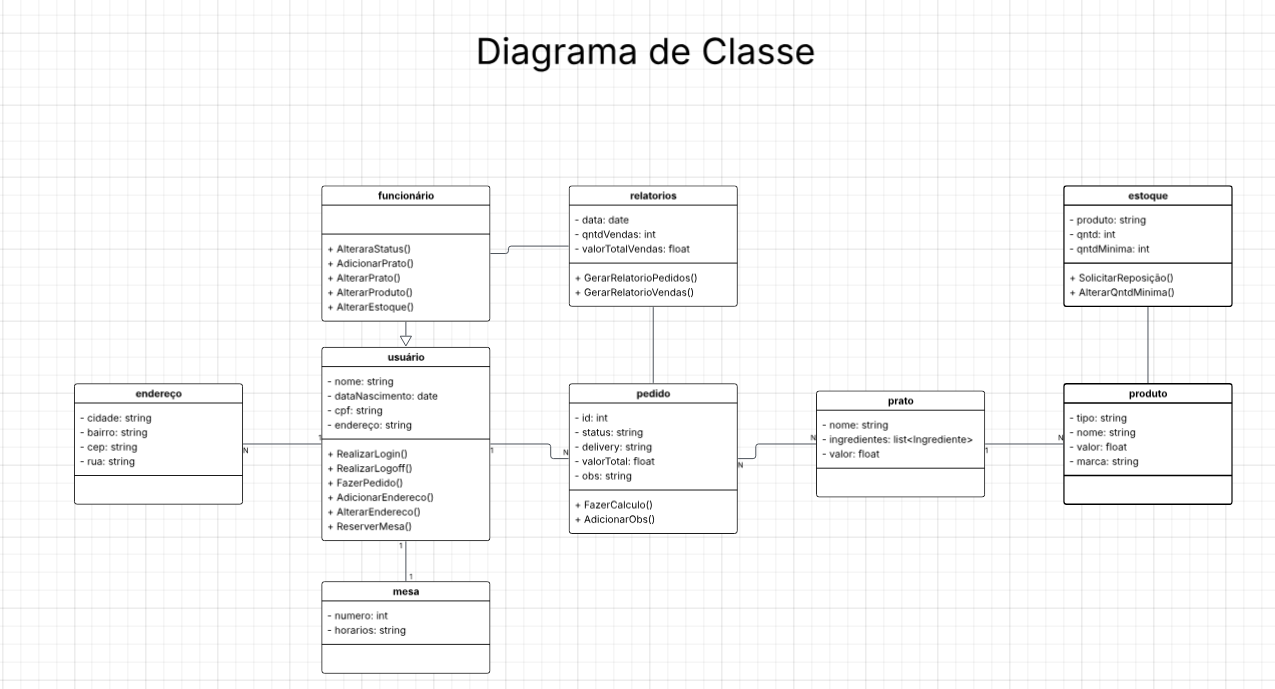 Diagrama de Classe
funcionário
+ AlteraraStatus()
+ AdicionarPrato()
+ AlterarPrato()
+ AlterarProduto()
+ AlterarEstoque()
relatorios
- data: date
- qntdVendas: int
- valorTotalVendas: float
+ GerarRelatorioPedidos()
+ GerarRelatorioVendas()
estoque
- produto: string
- qntd: int
- qntdMinima: int
+ SolicitarReposição()
+ AlterarQntdMinima()
endereço
- cidade: string
- bairro: string
- cep: string
- rua: string
N
1
usuário
- nome: string
- dataNascimento: date
- cpf: string
- endereço: string
+ RealizarLogin()
+ RealizarLogoff()
+ FazerPedido()
+ AdicionarEndereco()
+ AlterarEndereco()
+ ReserverMesa()
1
N
pedido
- id: int
- status: string
- delivery: string
- valorTotal: float
- obs: string
+ FazerCalculo()
+ AdicionarObs()
N
N
prato
- nome: string
- ingredientes: list<Ingrediente>
- valor: float
1
N
produto
- tipo: string
- nome: string
- valor: float
- marca: string
1
1
mesa
- numero: int
- horarios: string